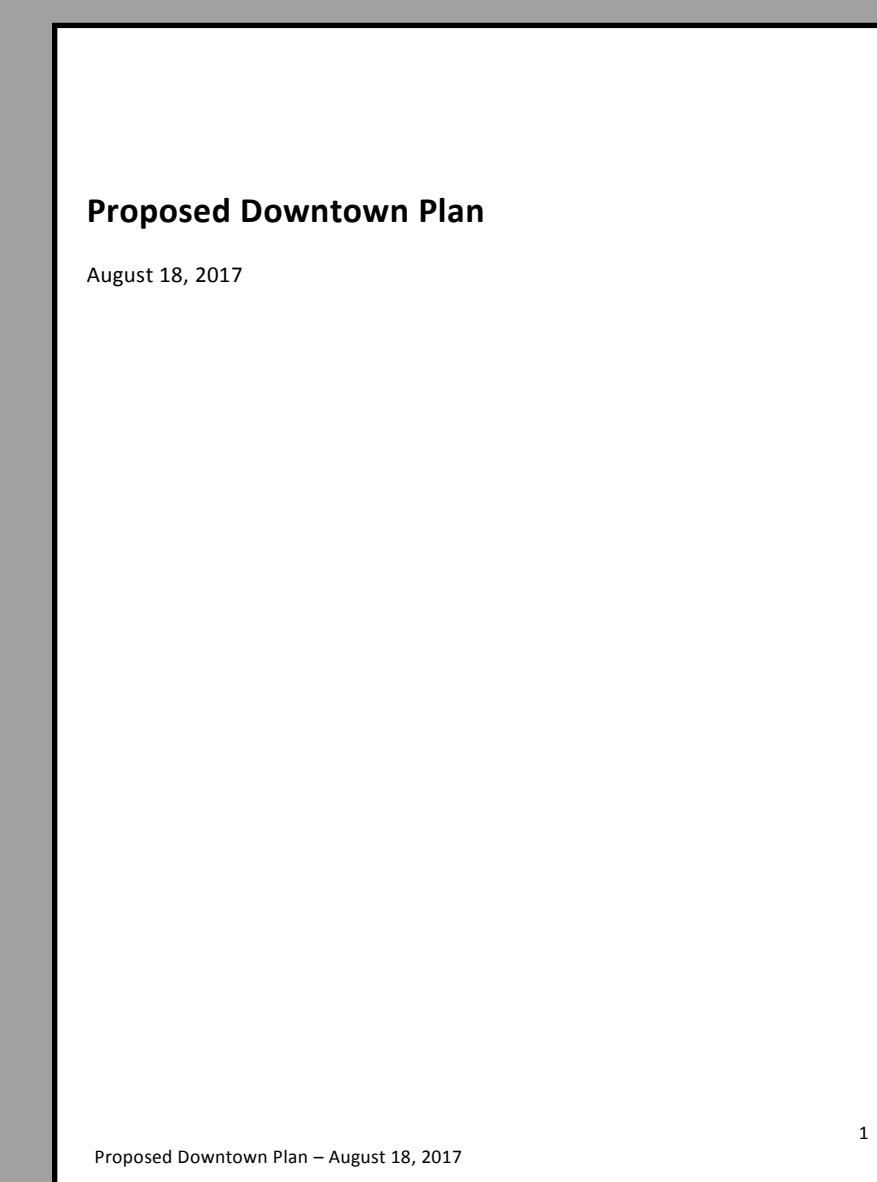 Proposed Downtown Plan
August 18, 2017
1
Proposed Downtown Plan – August 18, 2017